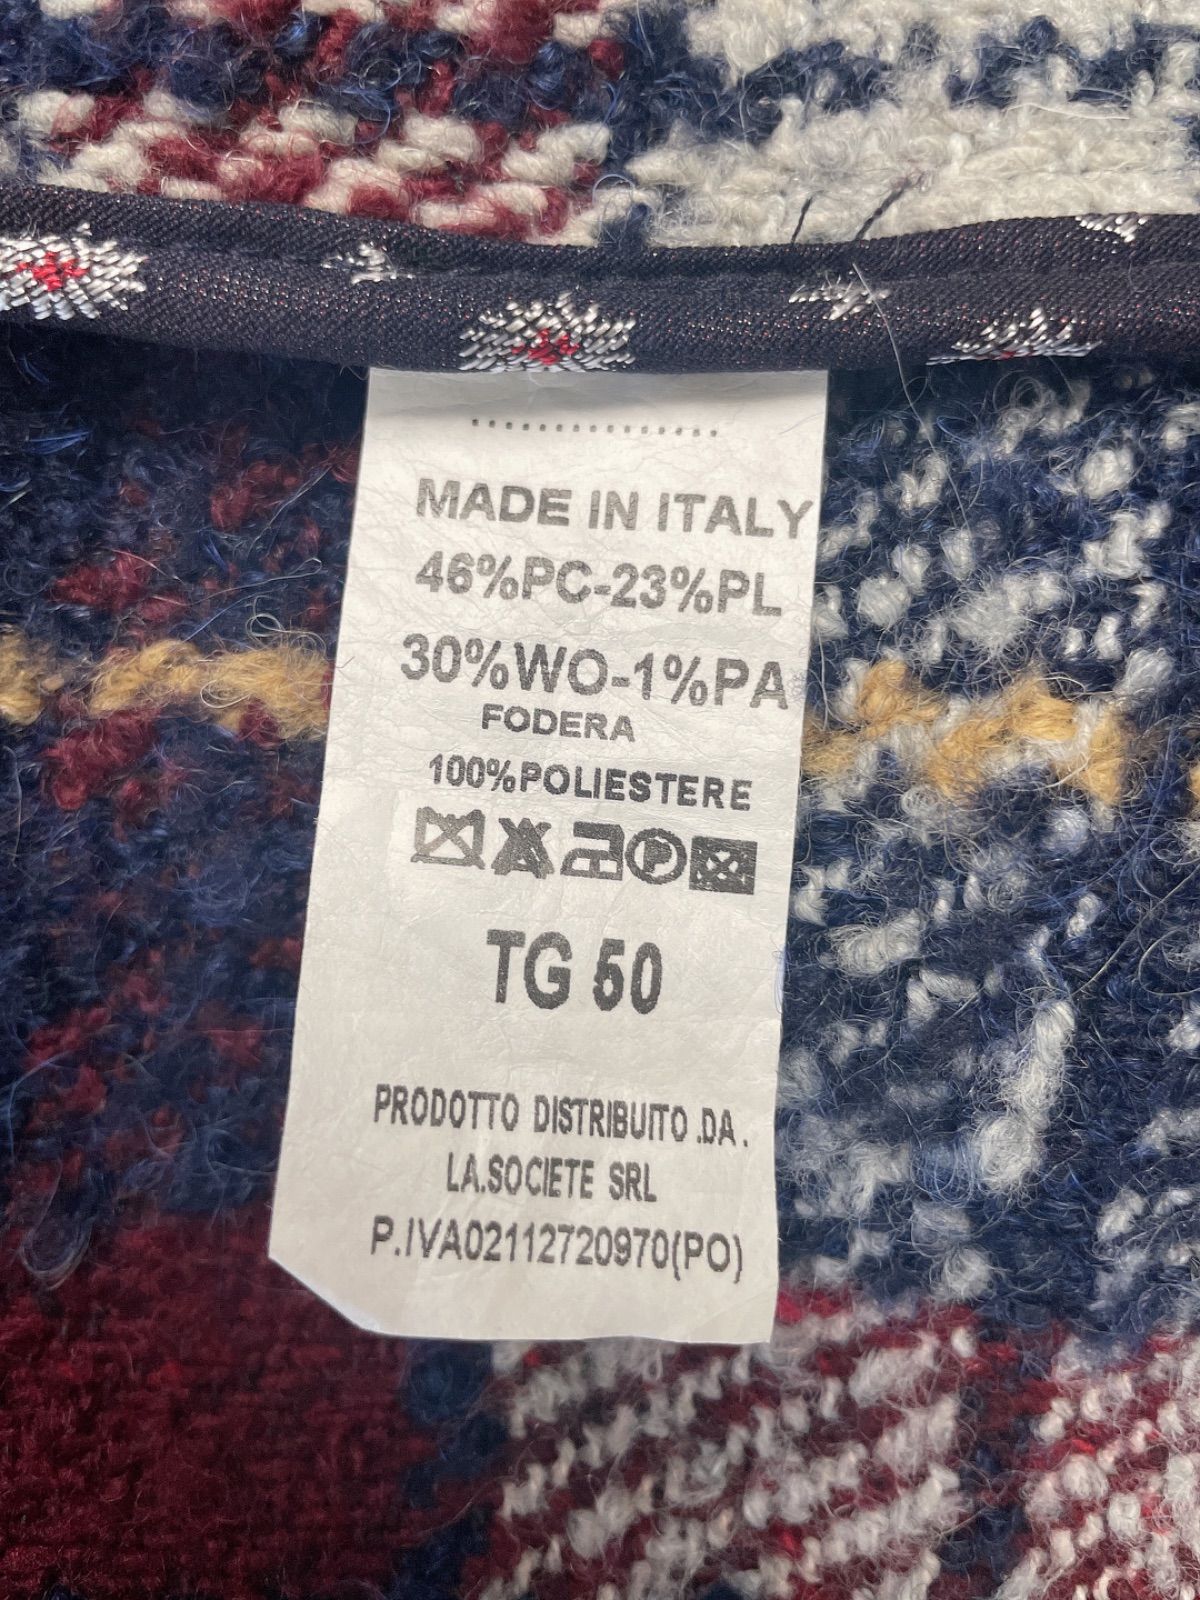 MADE IN ITALY
46%PC-23%PL
30%WO-1%PA
FODERA
100%POLIESTERE
P
TG 50
PRODOTTO DISTRIBUITO .DA .
LA.SOCIETE SRL
P.IVA02112720970(PO)